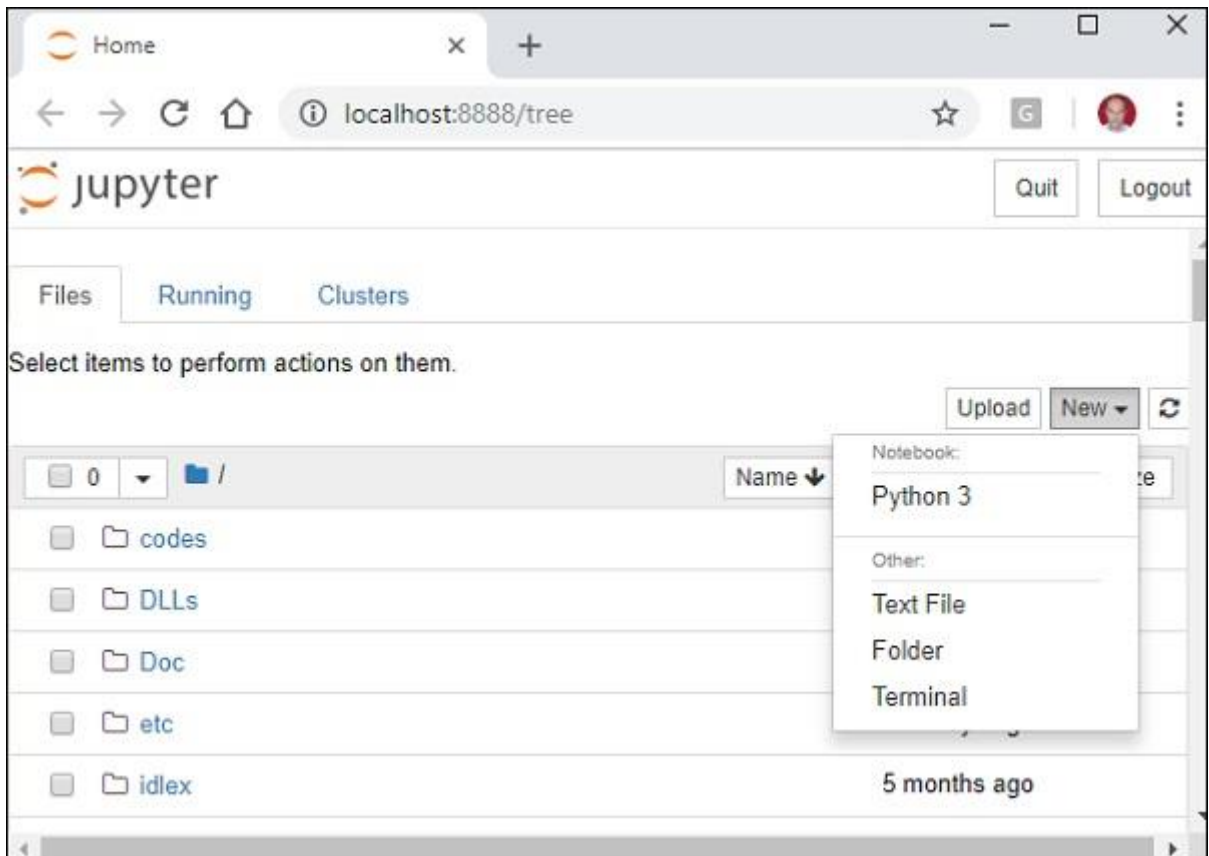 Home
localhost:8888/tree
G
jupyter
Quit Logout
Files Running Clusters
Select items to perform actions on them.
Upload New
0 / Name
Notebook:
Python 3
codes
Other:
DLLs
Text File
Doc
Folder
Terminal
etc
idlex 5 months ago